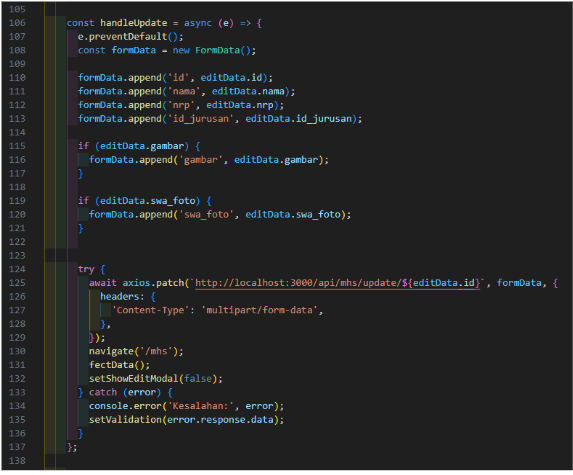 105
106 const handleUpdate = async (e) => {
107 e.preventDefault();
108 const formData = new FormData();
109
110 formData.append('id', editData.id);
111 formData.append('nama', editData.nama);
112 formData.append('nrp', editData.nrp);
113 formData.append('id_jurusan', editData.id_jurusan);
114
115 if (editData.gambar) {
116 formData.append('gambar', editData.gambar);
117 }
118
119 if (editData.swa_foto) {
120 formData.append('swa_foto', editData.swa_foto);
121 }
122
123
124 try {
125 await axios.patch(`http://localhost:3000/api/mhs/update/${editData.id}`, formData, {
126 headers: {
127 'Content-Type': 'multipart/form-data',
128 },
129 });
130 navigate('/mhs');
131 fectData();
132 setShowEditModal(false);
133 } catch (error) {
134 console.error('Kesalahan:', error);
135 setValidation(error.response.data);
136 }
137 };
138